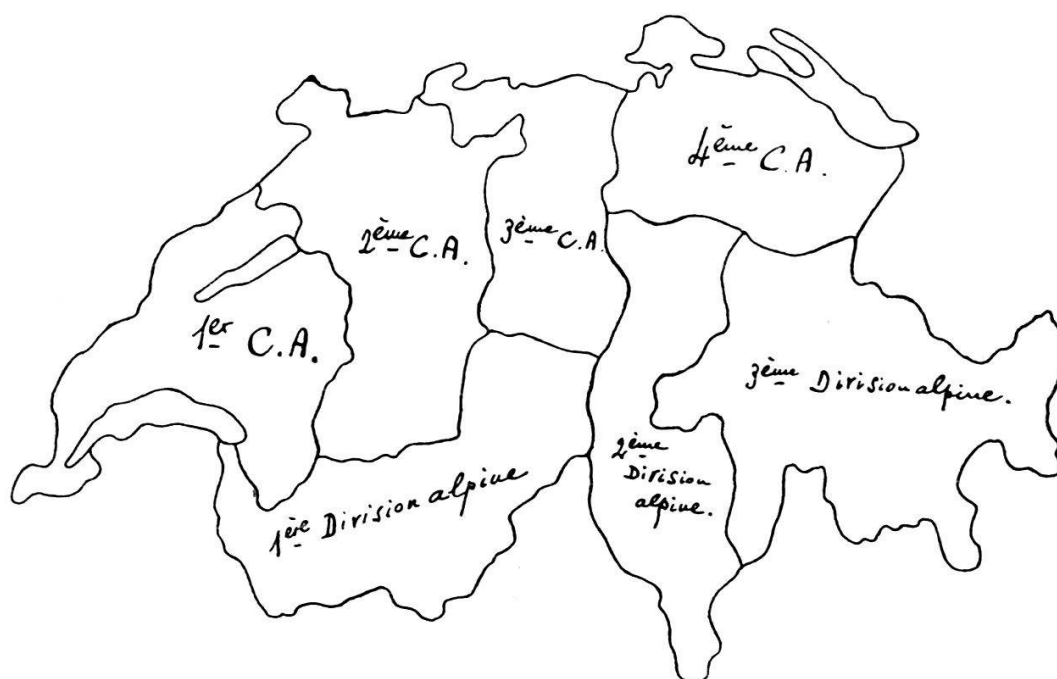 4ème C.A.
2ème C.A.
3ème C.A.
1er C.A.
3ème Division alpine.
2ème
Division
alpine.
1ère Division alpine